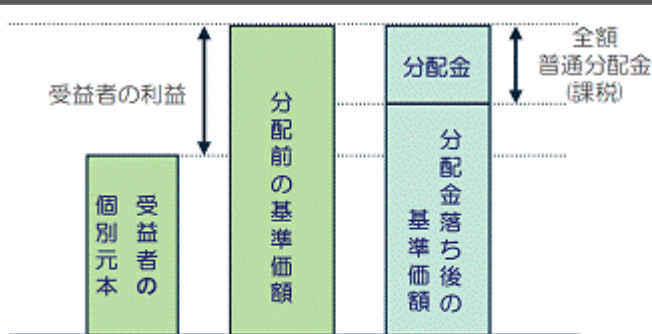 受益者の利益
受益者の
個別元本
分配前の基準価額
分配金
分配金落ち後の
基準価額
全額
普通分配金
(課税)